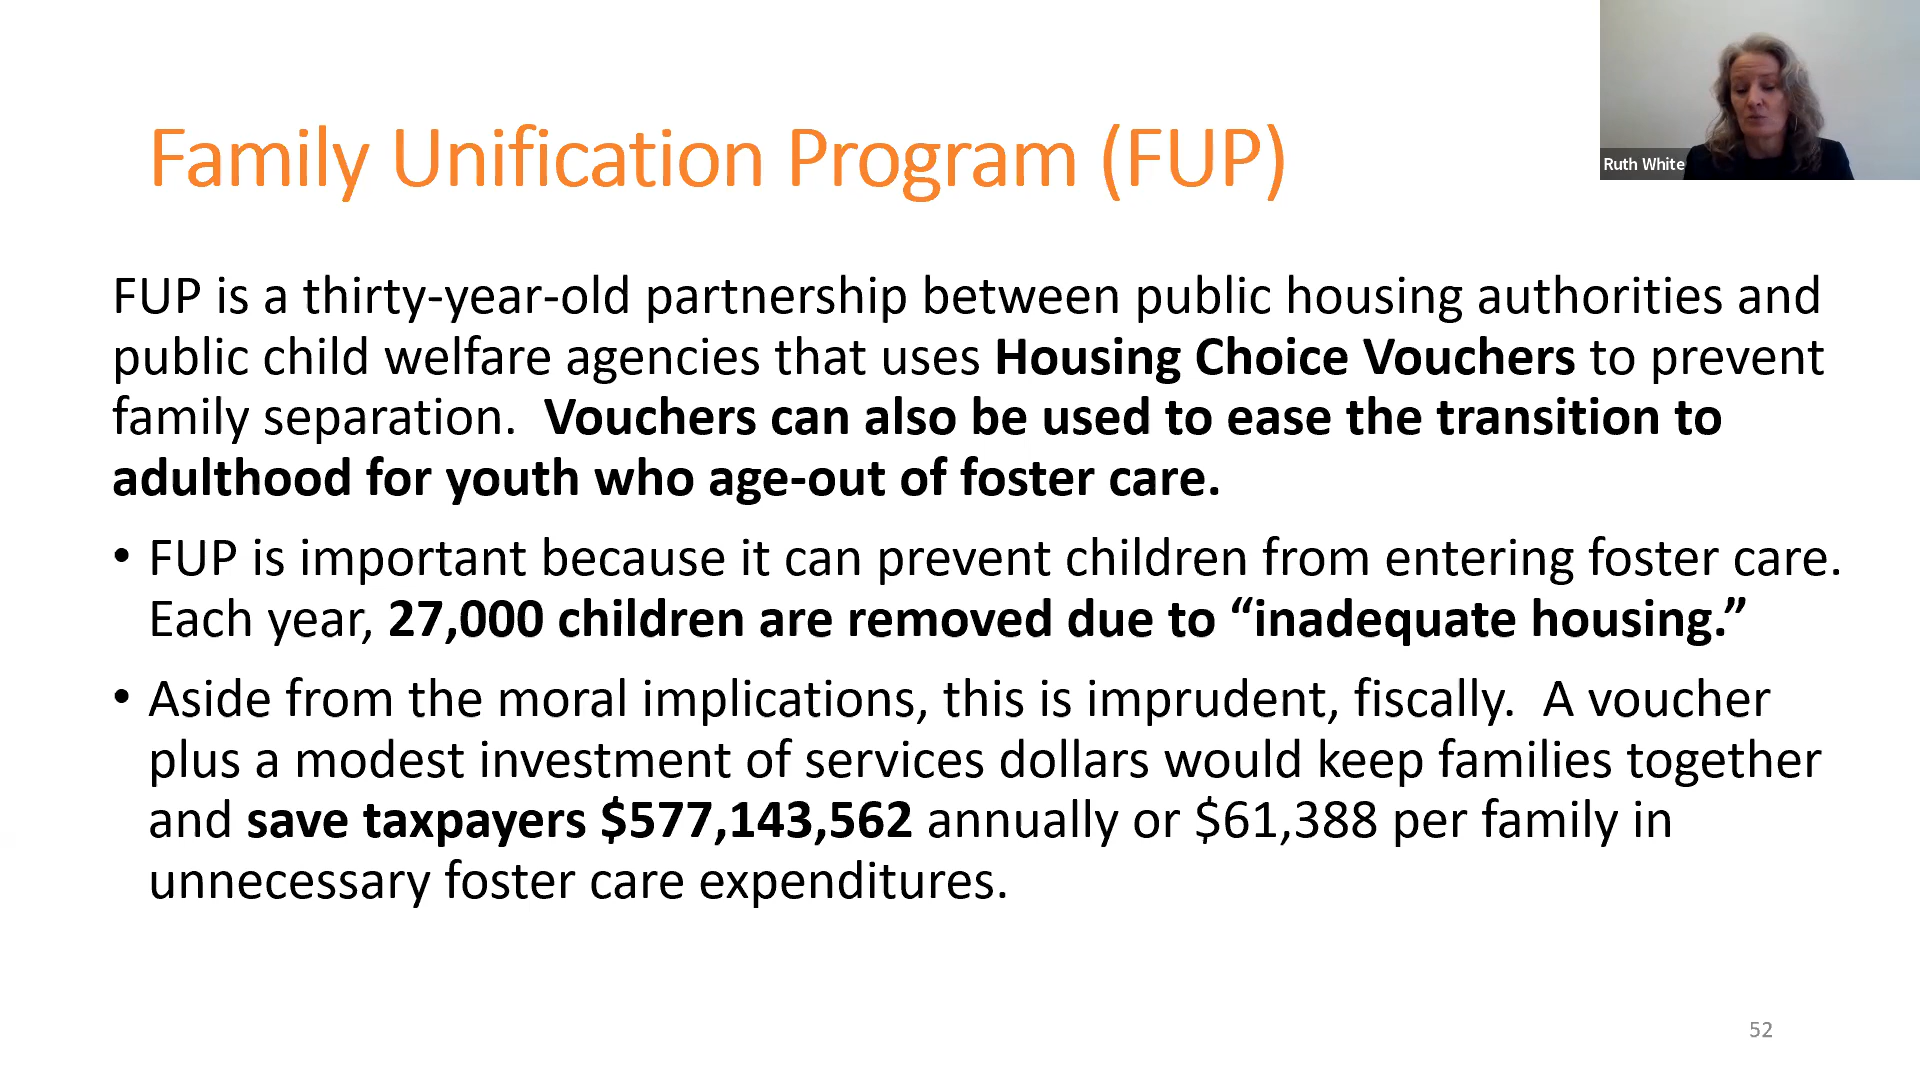 Family Unification Program (FUP)
Ruth White
FUP is a thirty-year-old partnership between public housing authorities and
public child welfare agencies that uses Housing Choice Vouchers to prevent
family separation.  Vouchers can also be used to ease the transition to
adulthood for youth who age-out of foster care.
• FUP is important because it can prevent children from entering foster care.
Each year, 27,000 children are removed due to “inadequate housing.”
• Aside from the moral implications, this is imprudent, fiscally.  A voucher
plus a modest investment of services dollars would keep families together
and save taxpayers $577,143,562 annually or $61,388 per family in
unnecessary foster care expenditures.
52